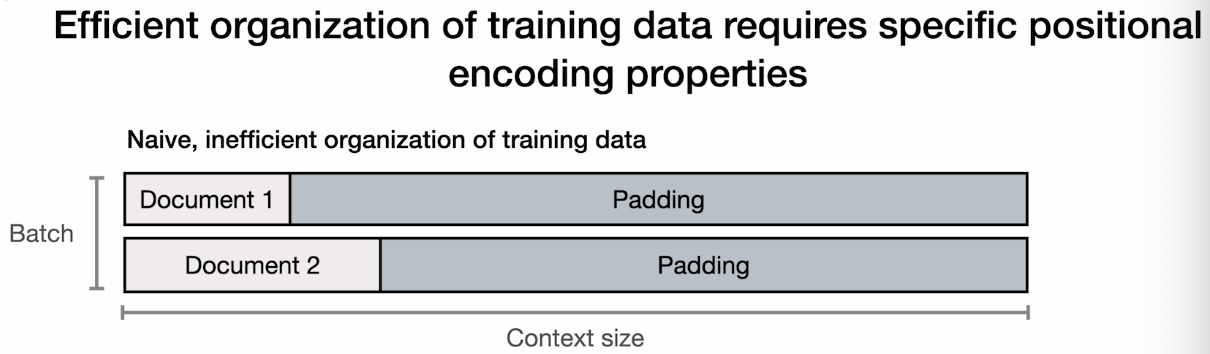 Efficient organization of training data requires specific positional
encoding properties
Naive, inefficient organization of training data
Document 1
Padding
Batch
Document 2
Padding
Context size